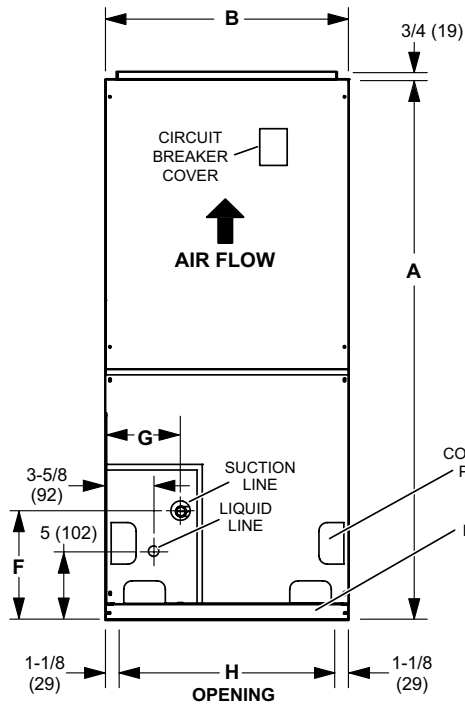 B
3/4 (19)
CIRCUIT
BREAKER
COVER
AIR FLOW
A
G
3-5/8
(92)
SUCTION
LINE
LIQUID
LINE
5 (102)
F
1-1/8
(29)
H
OPENING
1-1/8
(29)